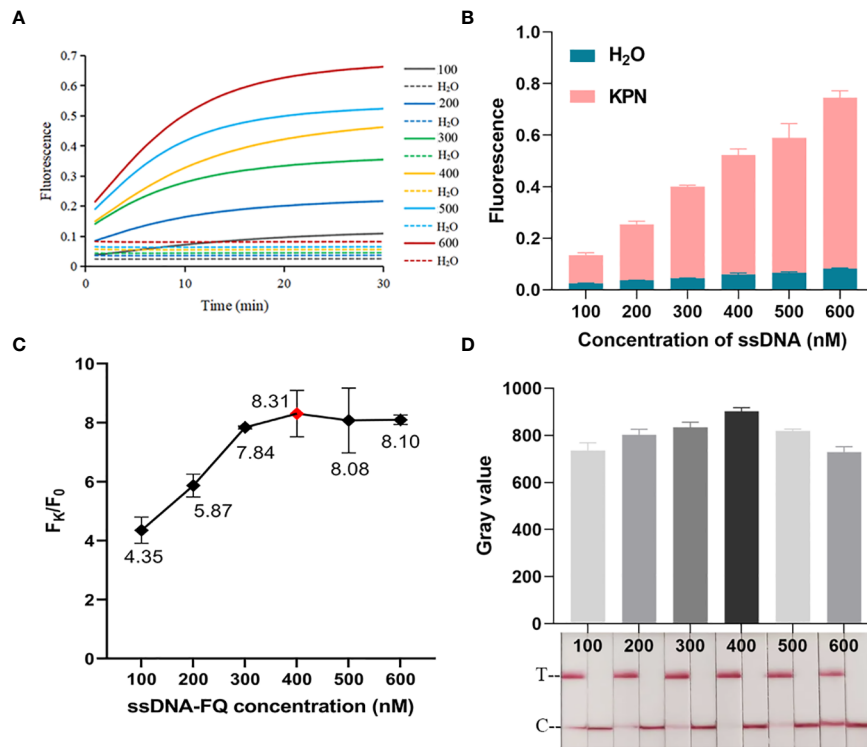 A
Fluorescence
0.7
0.6
0.5
0.4
0.3
0.2
0.1
0
0
10
20
30
Time (min)
100
H₂O
200
H₂O
300
H₂O
400
H₂O
500
H₂O
600
H₂O
B
Fluorescence
1.0
0.8
0.6
0.4
0.2
0.0
H₂O
KPN
100 200 300 400 500 600
Concentration of ssDNA (nM)
C
F_K/F_0
10
8
6
4
2
0
4.35
5.87
7.84
8.31
8.08
8.10
100 200 300 400 500 600
ssDNA-FQ concentration (nM)
D
Gray value
1000
800
600
400
200
0
100 200 300 400 500 600
T--
C--